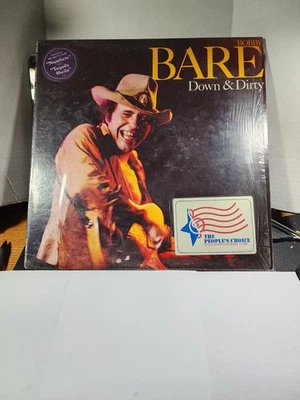 BOBBY
BARE
Down & Dirty
"Numbers"
"Tequila
Sheila"
THE
PEOPLE'S CHOICE